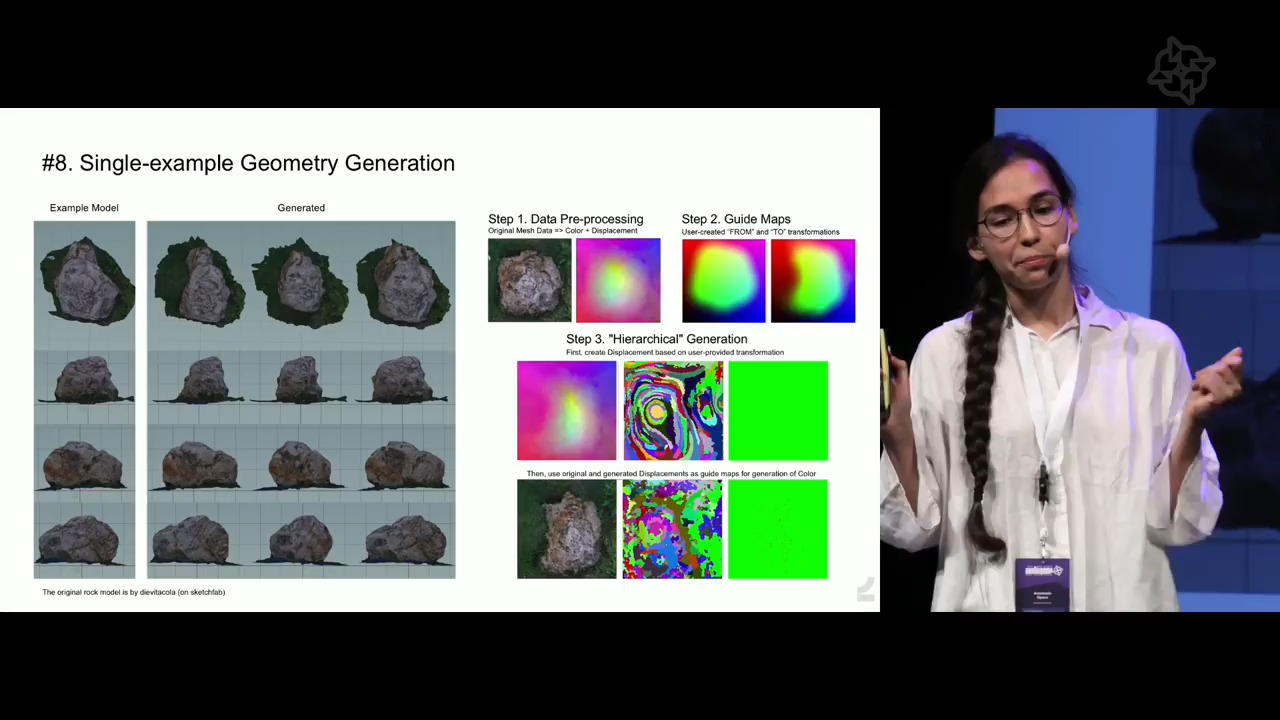 #8. Single-example Geometry Generation
Example Model
Generated
Step 1. Data Pre-processing
Original Mesh Data => Color + Displacement
Step 2. Guide Maps
User-created "FROM" and "TO" transformations
Step 3. "Hierarchical" Generation
First, create Displacement based on user-provided transformation
Then, use original and generated Displacements as guide maps for generation of Color
The original rock model is by dievitacola (on sketchfab)
Anastasia
Opara